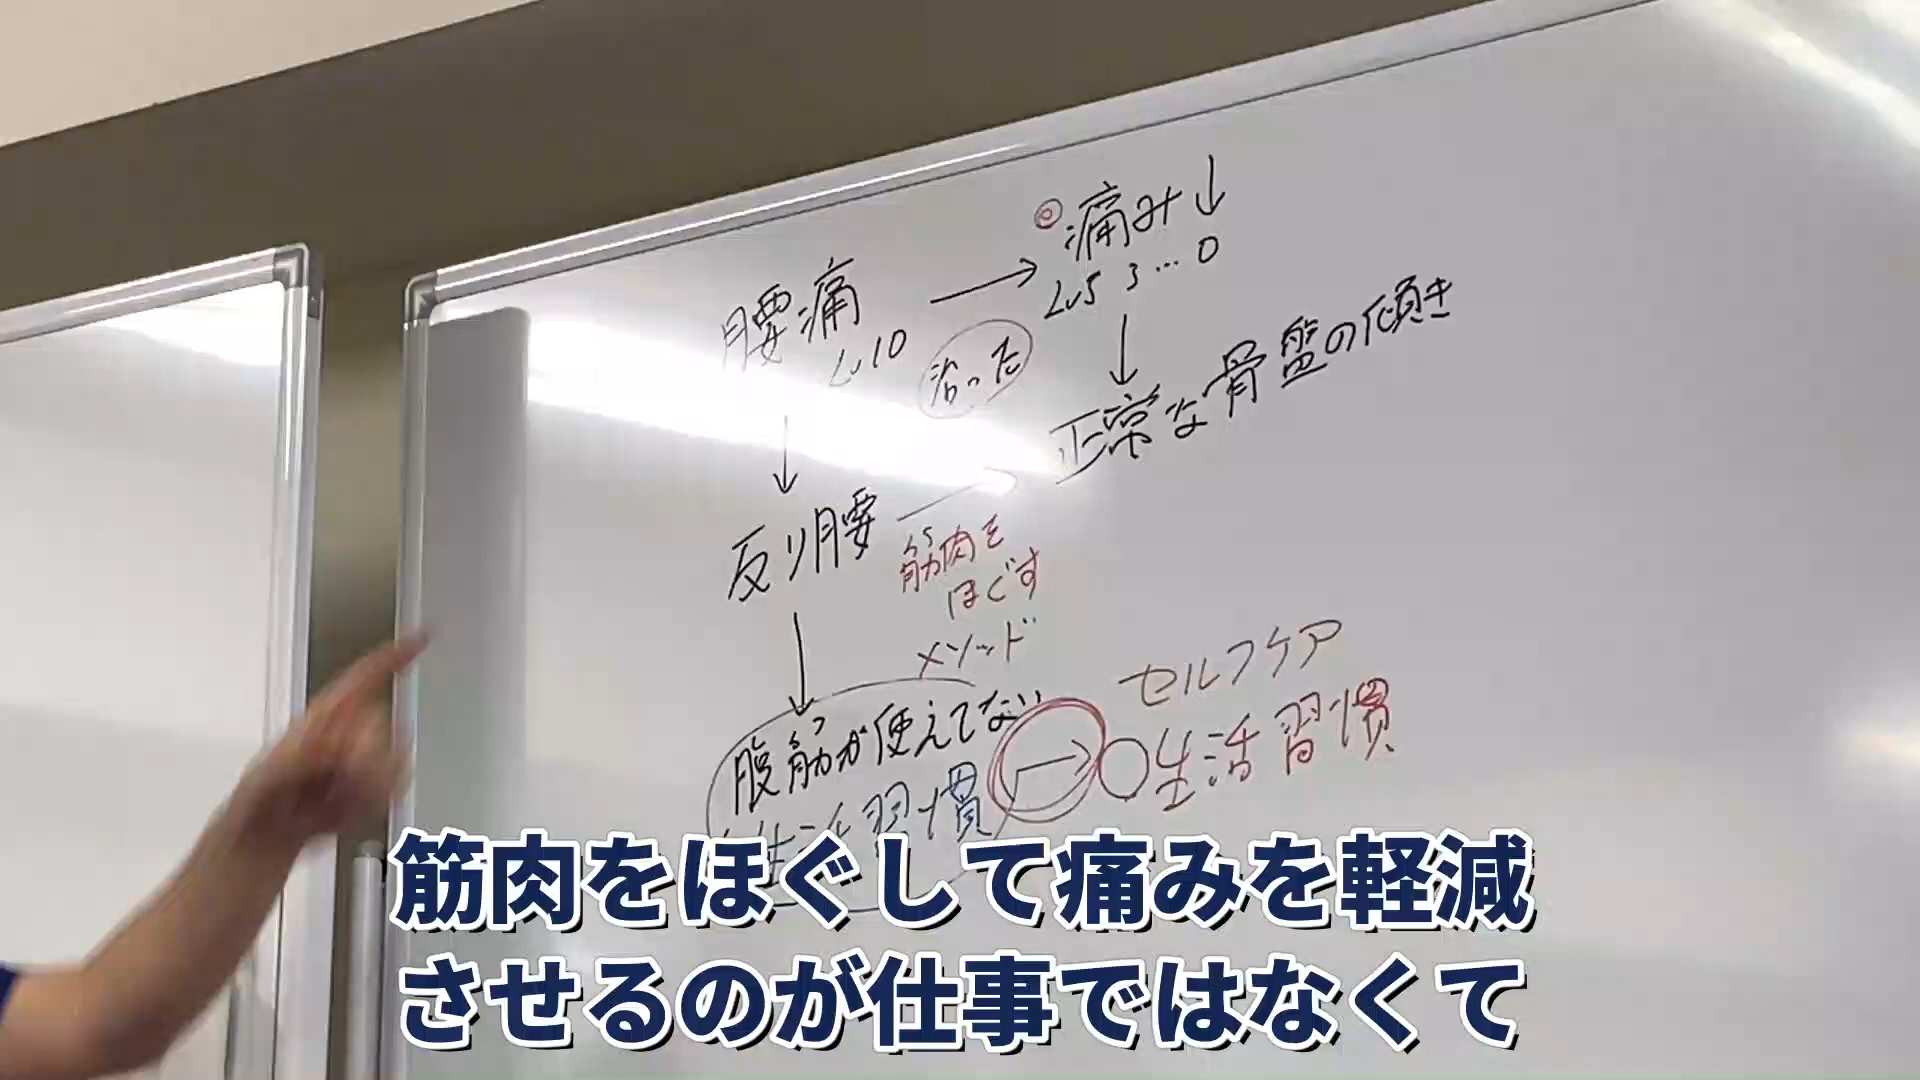 ◎痛み↓
Lv5 3…0
腰痛 →
Lv10
治った
↓
正常な骨盤の傾き
↓
反り腰 →
筋肉を
ほぐす
メソッド
↓
腹筋が使えてない
生活習慣
→
セルフケア
○生活習慣
筋肉をほぐして痛みを軽減
させるのが仕事ではなくて